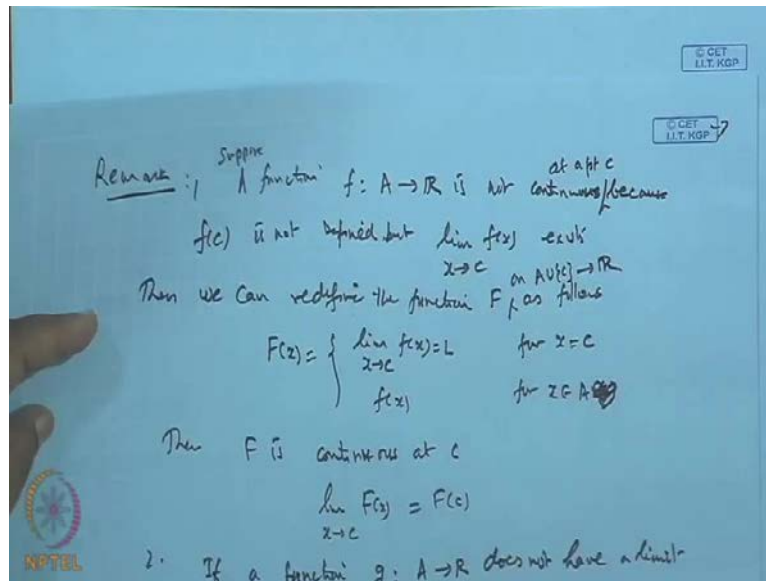 © CET
I.I.T. KGP
© CET
I.I.T. KGP 7
Remark : 1 Suppose A function f: A → R is not continuous at a pt c because
f(c) is not defined but lim f(x) exists
x→c
Then we can redefine the function F, on A∪{c} → R as follows
F(x) = { lim f(x) = L for x = c
x→c
f(x) for x ∈ A
Then F is continuous at c
lim F(x) = F(c)
x→c
2. If a function g: A → R does not have a limit
NPTEL